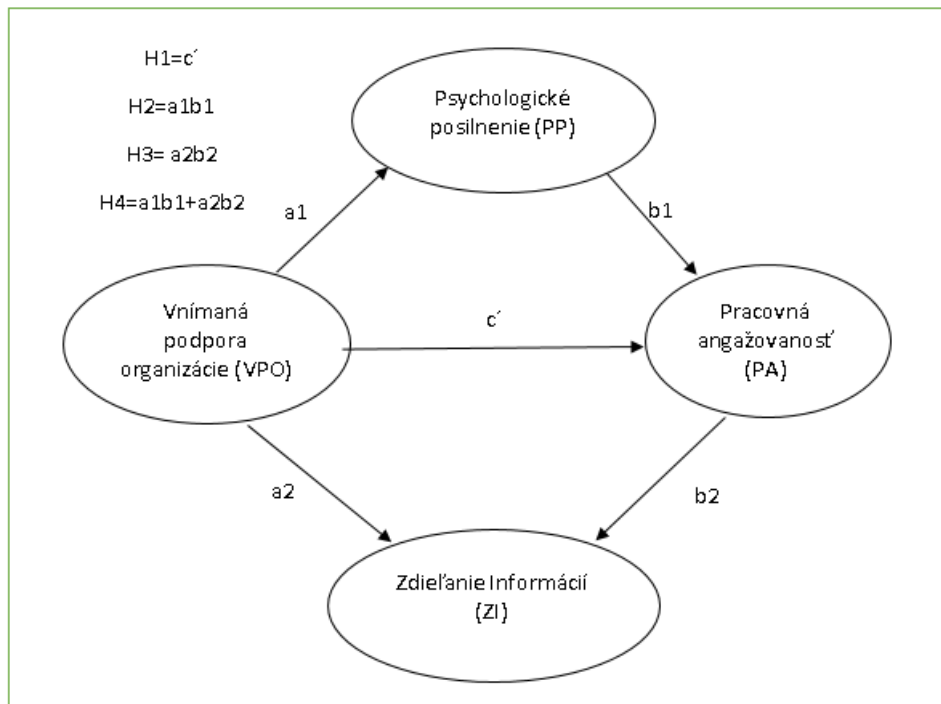 H1=c´
H2=a1b1
H3= a2b2
H4=a1b1+a2b2
Psychologické
posilnenie (PP)
a1
b1
Vnímaná
podpora
organizácie (VPO)
c´
Pracovná
angažovanosť
(PA)
a2
b2
Zdieľanie Informácií
(ZI)